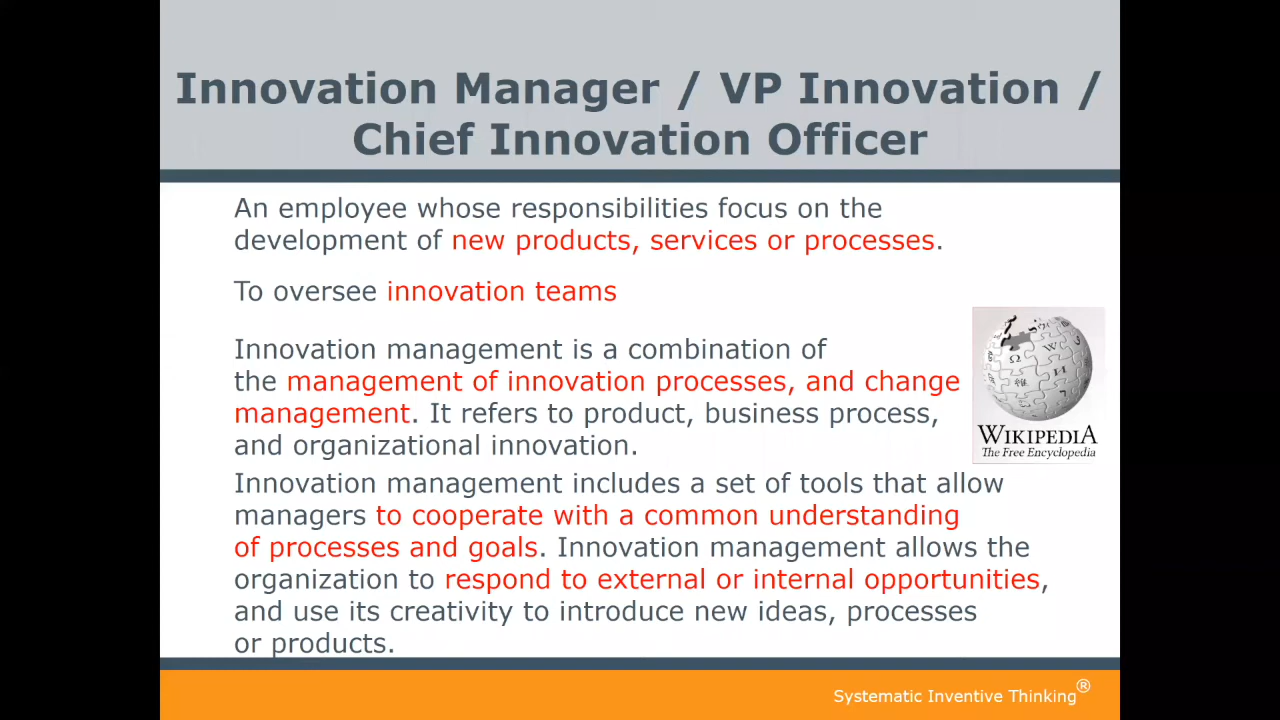 Innovation Manager / VP Innovation /
Chief Innovation Officer
An employee whose responsibilities focus on the
development of new products, services or processes.
To oversee innovation teams
Innovation management is a combination of
the management of innovation processes, and change
management. It refers to product, business process,
and organizational innovation.
WIKIPEDIA
The Free Encyclopedia
Innovation management includes a set of tools that allow
managers to cooperate with a common understanding
of processes and goals. Innovation management allows the
organization to respond to external or internal opportunities,
and use its creativity to introduce new ideas, processes
or products.
Systematic Inventive Thinking®